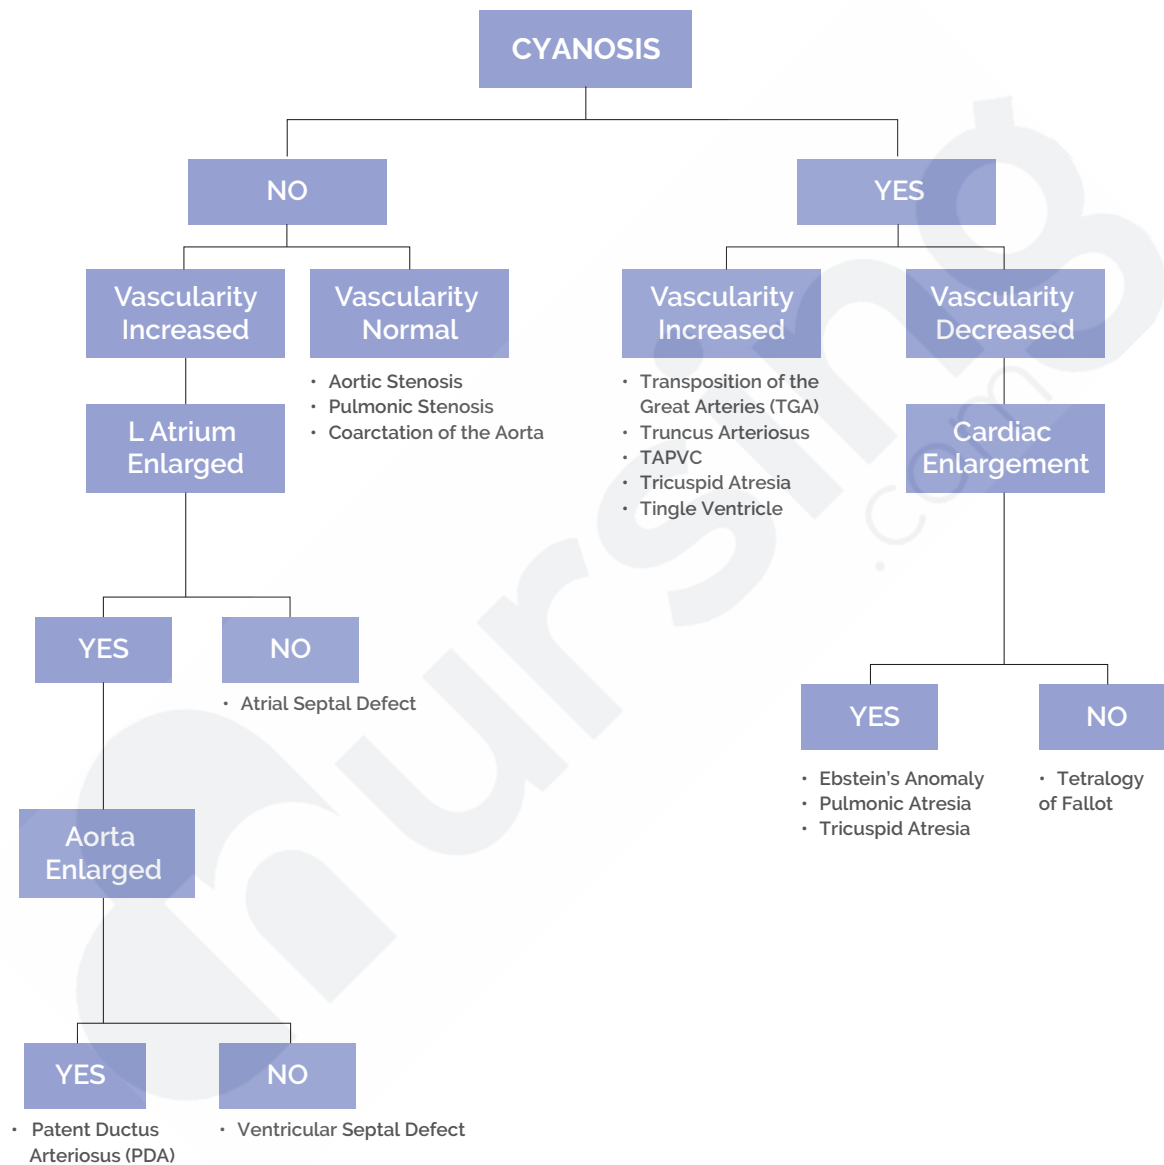 CYANOSIS
NO
YES
Vascularity
Increased
Vascularity
Normal
Vascularity
Increased
Vascularity
Decreased
• Aortic Stenosis
• Pulmonic Stenosis
• Coarctation of the Aorta
• Transposition of the
Great Arteries (TGA)
• Truncus Arteriosus
• TAPVC
• Tricuspid Atresia
• Tingle Ventricle
L Atrium
Enlarged
Cardiac
Enlargement
YES
NO
• Atrial Septal Defect
YES
NO
• Ebstein's Anomaly
• Pulmonic Atresia
• Tricuspid Atresia
• Tetralogy
of Fallot
Aorta
Enlarged
YES
NO
• Patent Ductus
Arteriosus (PDA)
• Ventricular Septal Defect
nursing
.com